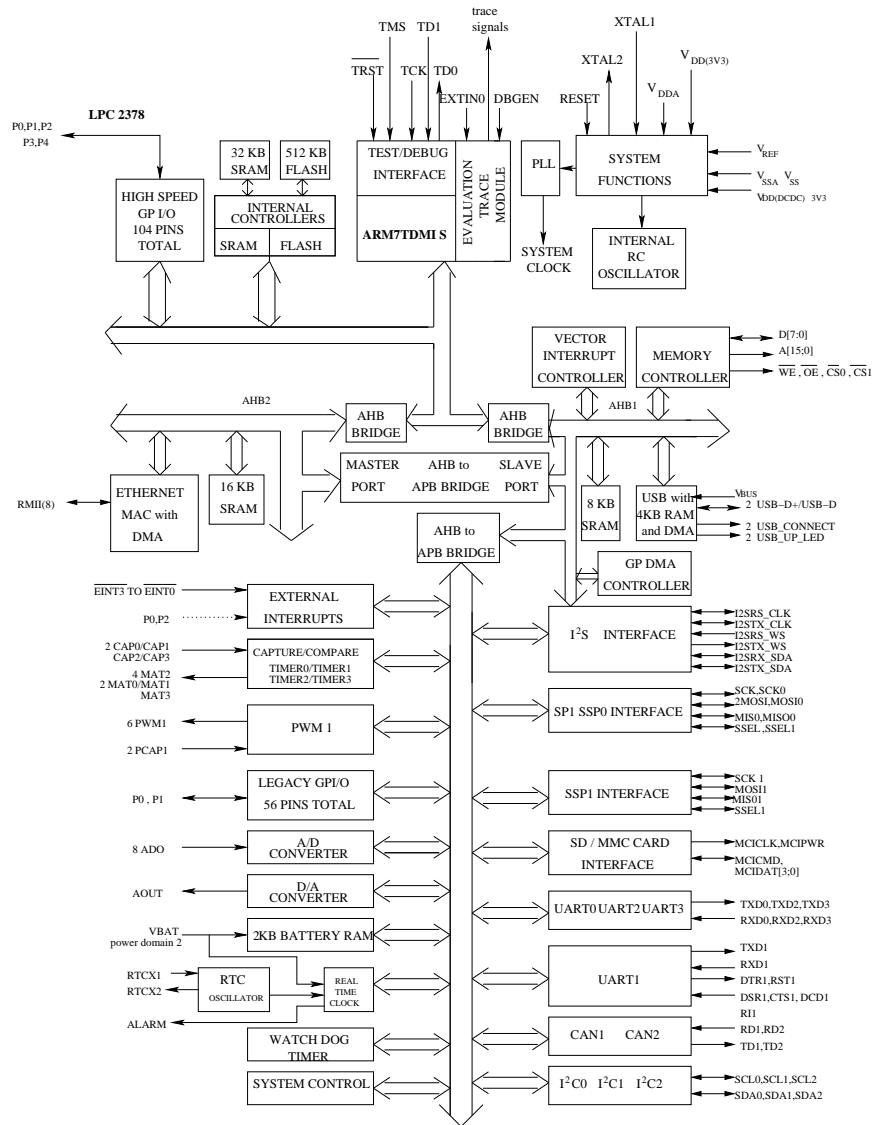 trace
signals
TMS TD1
XTAL1
TRST TCK TD0
XTAL2
V DD(3V3)
EXTIN0 DBGEN
RESET
V DDA
LPC 2378
P0,P1,P2
P3,P4
32 KB
SRAM
512 KB
FLASH
TEST/DEBUG
INTERFACE
EVALUATION
TRACE
MODULE
PLL
SYSTEM
FUNCTIONS
VREF
VSSA VSS
VDD(DCDC) 3V3
HIGH SPEED
GP I/O
104 PINS
TOTAL
INTERNAL
CONTROLLERS
SRAM FLASH
ARM7TDMI S
SYSTEM
CLOCK
INTERNAL
RC
OSCILLATOR
VECTOR
INTERRUPT
CONTROLLER
MEMORY
CONTROLLER
D[7:0]
A[15;0]
WE , OE , CS0 , CS1
AHB2
AHB1
AHB
BRIDGE
AHB
BRIDGE
ETHERNET
MAC with
DMA
RMII(8)
16 KB
SRAM
MASTER AHB to SLAVE
PORT APB BRIDGE PORT
8 KB
SRAM
USB with
4KB RAM
and DMA
VBUS
2 USB-D+/USB-D
2 USB_CONNECT
2 USB_UP_LED
AHB to
APB BRIDGE
GP DMA
CONTROLLER
EINT3 TO EINT0
P0,P2
EXTERNAL
INTERRUPTS
I2S INTERFACE
I2SRS_CLK
I2STX_CLK
I2SRS_WS
I2STX_WS
I2SRX_SDA
I2STX_SDA
2 CAP0/CAP1
CAP2/CAP3
4 MAT2
2 MAT0/MAT1
MAT3
CAPTURE/COMPARE
TIMER0/TIMER1
TIMER2/TIMER3
SP1 SSP0 INTERFACE
SCK,SCK0
2MOSI,MOSI0
MIS0,MISO0
SSEL ,SSEL1
6 PWM1
2 PCAP1
PWM 1
P0 , P1
LEGACY GPI/O
56 PINS TOTAL
SSP1 INTERFACE
SCK 1
MOSI1
MIS01
SSEL1
8 ADO
A/D
CONVERTER
SD / MMC CARD
INTERFACE
MCICLK,MCIPWR
MCICMD,
MCIDAT[3;0]
AOUT
D/A
CONVERTER
UART0 UART2 UART3
TXD0,TXD2,TXD3
RXD0,RXD2,RXD3
VBAT
power domain 2
2KB BATTERY RAM
RTCX1
RTCX2
RTC
OSCILLATOR
REAL
TIME
CLOCK
ALARM
UART1
TXD1
RXD1
DTR1,RST1
DSR1,CTS1, DCD1
RI1
WATCH DOG
TIMER
CAN1 CAN2
RD1,RD2
TD1,TD2
SYSTEM CONTROL
I2C0 I2C1 I2C2
SCL0,SCL1,SCL2
SDA0,SDA1,SDA2